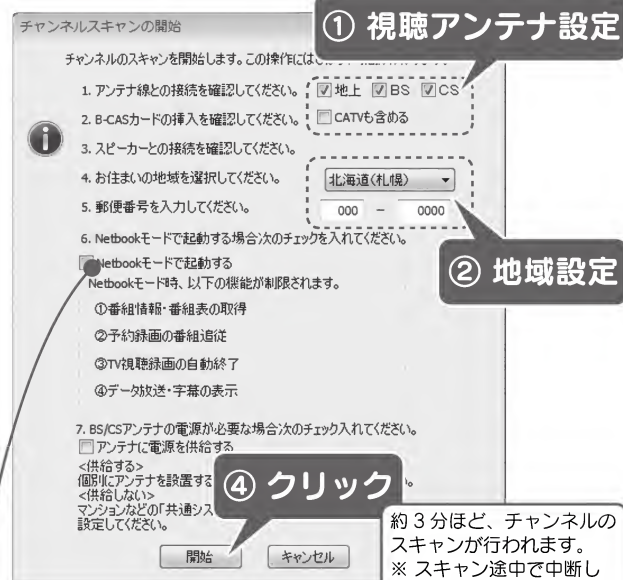 チャンネルスキャンの開始
① 視聴アンテナ設定
チャンネルのスキャンを開始します。この操作には
1. アンテナ線との接続を確認してください。
地上 BS CS
2. B-CASカードの挿入を確認してください。
CATVも含める
3. スピーカーとの接続を確認してください。
4. お住まいの地域を選択してください。
北海道(札幌)
5. 郵便番号を入力してください。
000 - 0000
② 地域設定
6. Netbookモードで起動する場合次のチェックを入れてください。
Netbookモードで起動する
Netbookモード時、以下の機能が制限されます。
①番組情報・番組表の取得
②予約録画の番組追従
③TV視聴録画の自動終了
④データ放送・字幕の表示
7. BS/CSアンテナの電源が必要な場合次のチェック入れてください。
アンテナに電源を供給する
<供給する>
個別にアンテナを設置する
<供給しない>
マンションなどの「共通シス
設定してください。
④ クリック
開始 キャンセル
約 3 分ほど、チャンネルの
スキャンが行われます。
※ スキャン途中で中断し